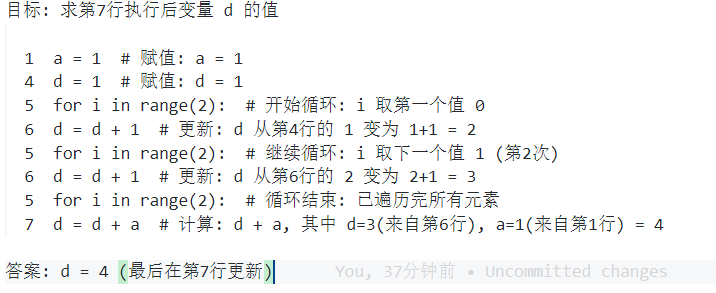 目标: 求第7行执行后变量 d 的值
1 a = 1 # 赋值: a = 1
4 d = 1 # 赋值: d = 1
5 for i in range(2): # 开始循环: i 取第一个值 0
6 d = d + 1 # 更新: d 从第4行的 1 变为 1+1 = 2
5 for i in range(2): # 继续循环: i 取下一个值 1 (第2次)
6 d = d + 1 # 更新: d 从第6行的 2 变为 2+1 = 3
5 for i in range(2): # 循环结束: 已遍历完所有元素
7 d = d + a # 计算: d + a, 其中 d=3(来自第6行), a=1(来自第1行) = 4
答案: d = 4 (最后在第7行更新) You, 37分钟前 • Uncommitted changes